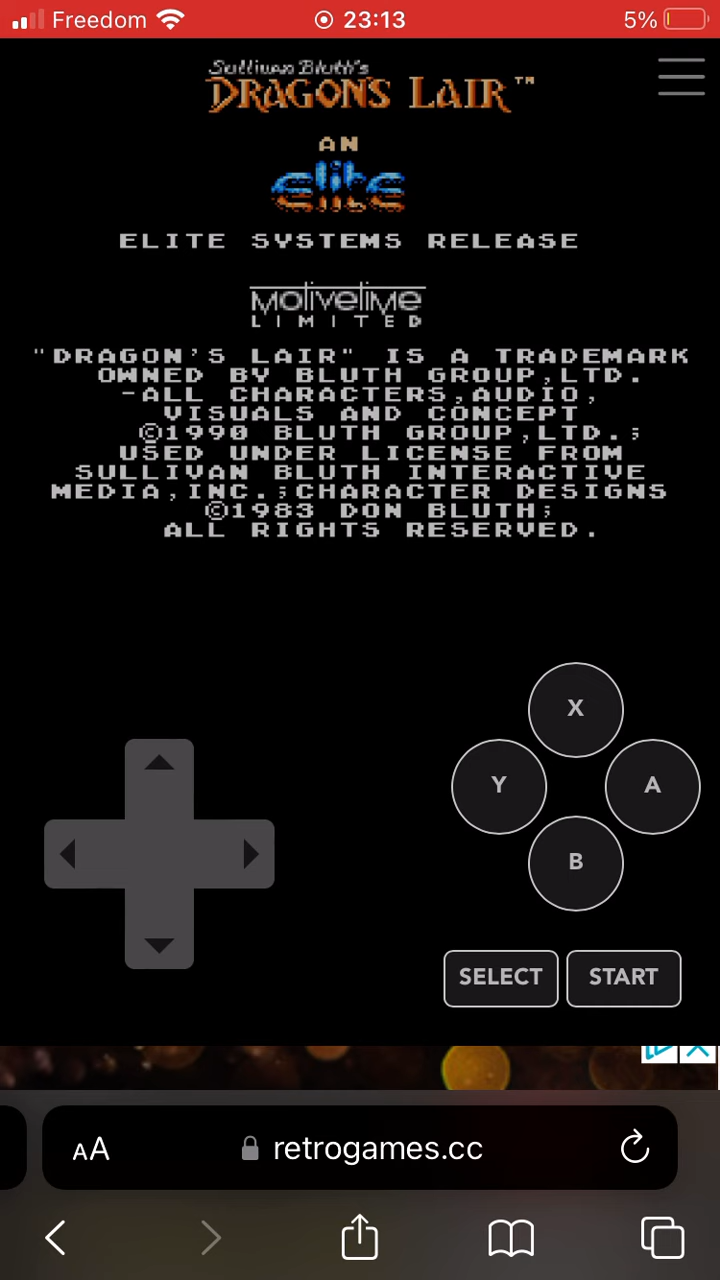 Freedom 23:13 5%
Sullivan Bluth's
DRAGON'S LAIR™
AN
elite
ELITE SYSTEMS RELEASE
Motivetime
LIMITED
"DRAGON'S LAIR" IS A TRADEMARK
OWNED BY BLUTH GROUP,LTD.
-ALL CHARACTERS,AUDIO,
VISUALS AND CONCEPT
©1990 BLUTH GROUP,LTD.;
USED UNDER LICENSE FROM
SULLIVAN BLUTH INTERACTIVE
MEDIA,INC.;CHARACTER DESIGNS
©1983 DON BLUTH;
ALL RIGHTS RESERVED.
X
Y A
B
SELECT START
AA retrogames.cc